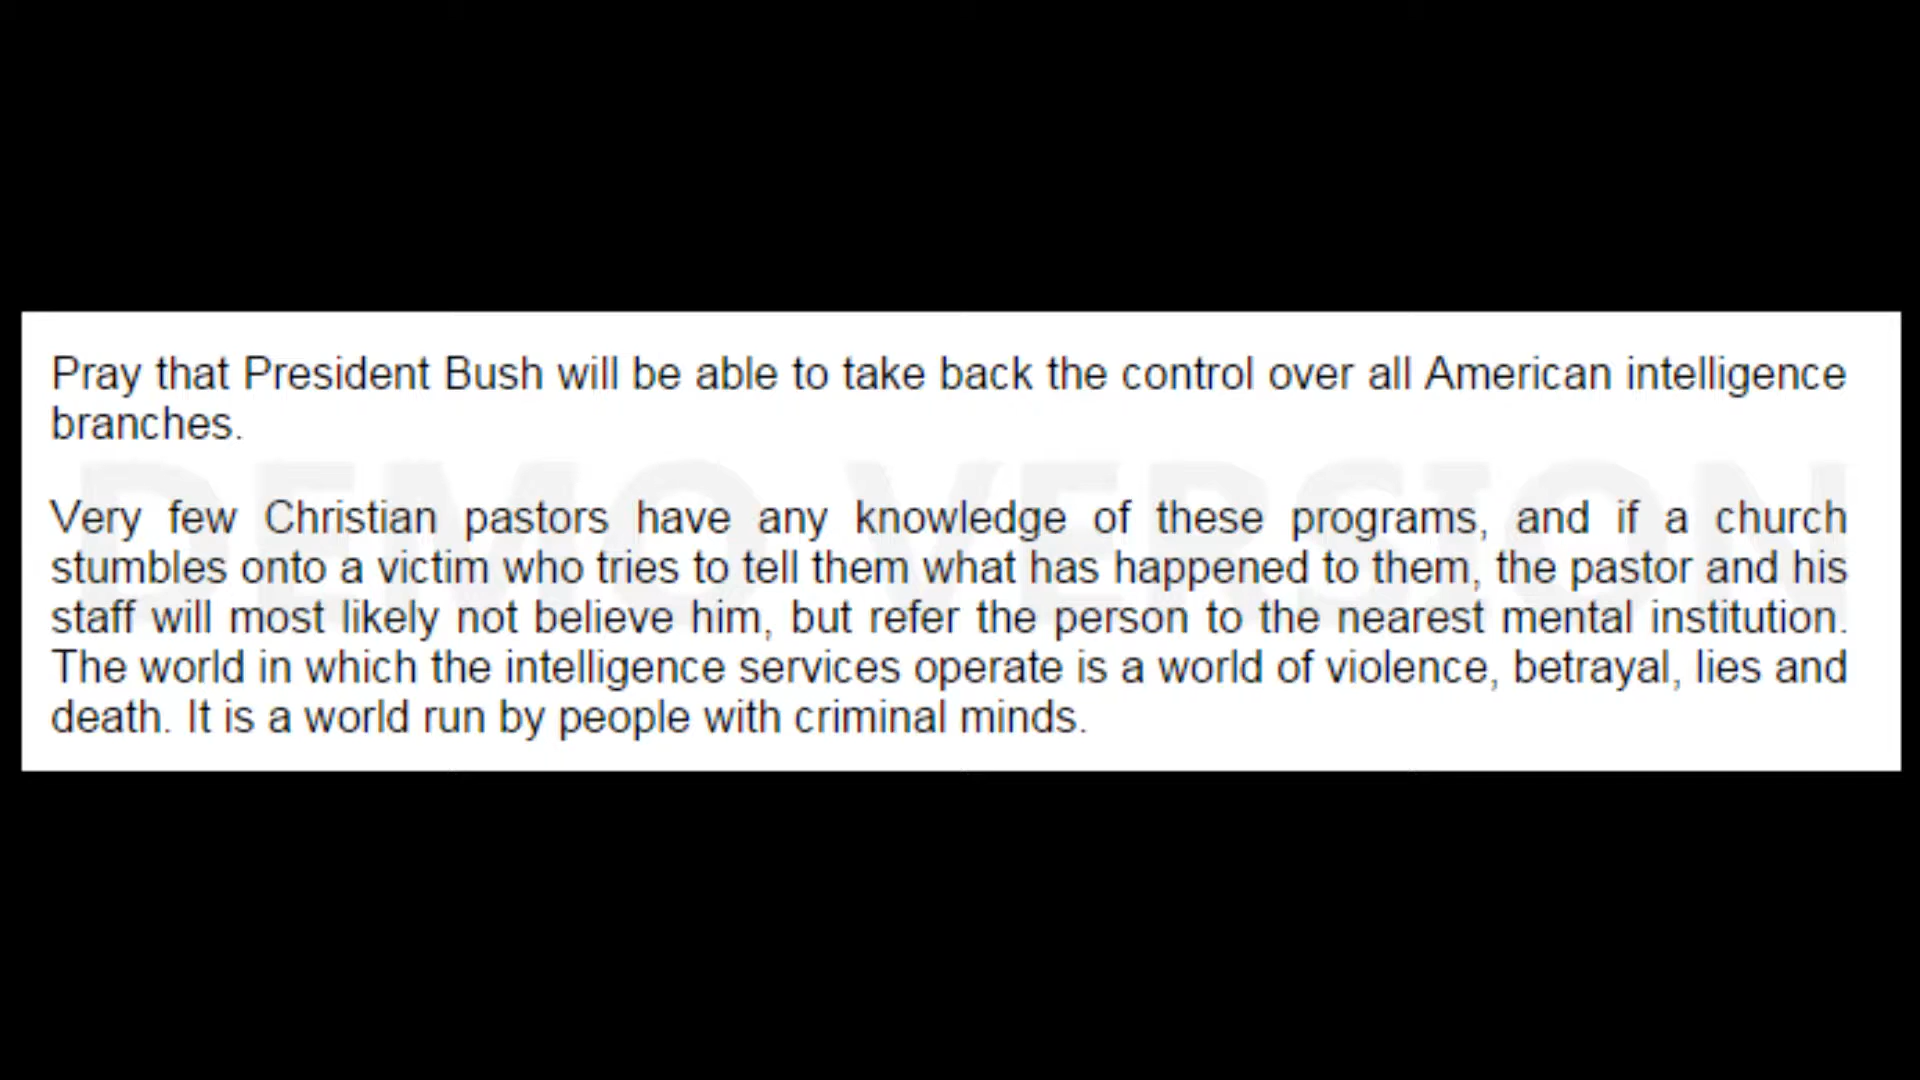 Pray that President Bush will be able to take back the control over all American intelligence
branches.
DEMO VERSION
Very few Christian pastors have any knowledge of these programs, and if a church
stumbles onto a victim who tries to tell them what has happened to them, the pastor and his
staff will most likely not believe him, but refer the person to the nearest mental institution.
The world in which the intelligence services operate is a world of violence, betrayal, lies and
death. It is a world run by people with criminal minds.